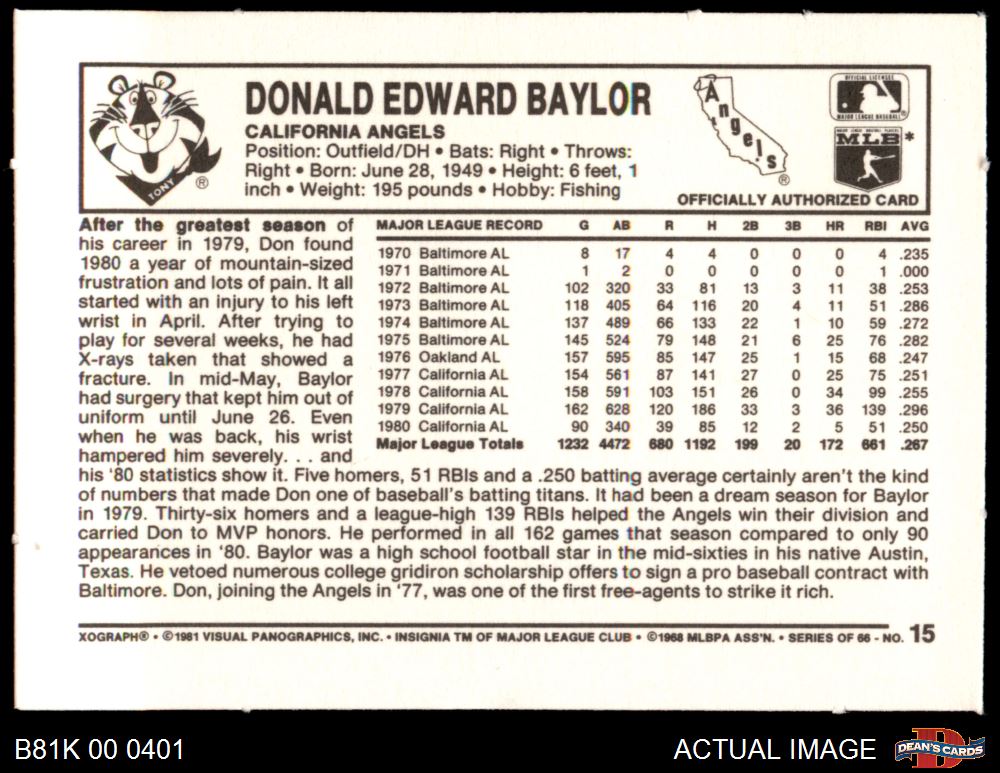 DONALD EDWARD BAYLOR
CALIFORNIA ANGELS
Position: Outfield/DH • Bats: Right • Throws:
Right • Born: June 28, 1949 • Height: 6 feet, 1
inch • Weight: 195 pounds • Hobby: Fishing
TONY ®
Angels ®
OFFICIAL LICENSEE
MAJOR LEAGUE BASEBALL
MAJOR LEAGUE BASEBALL PLAYERS
MLB *
OFFICIALLY AUTHORIZED CARD
After the greatest season of
his career in 1979, Don found
1980 a year of mountain-sized
frustration and lots of pain. It all
started with an injury to his left
wrist in April. After trying to
play for several weeks, he had
X-rays taken that showed a
fracture. In mid-May, Baylor
had surgery that kept him out of
uniform until June 26. Even
when he was back, his wrist
hampered him severely. . . and
MAJOR LEAGUE RECORD G AB R H 2B 3B HR RBI AVG
1970 Baltimore AL 8 17 4 4 0 0 0 4 .235
1971 Baltimore AL 1 2 0 0 0 0 0 1 .000
1972 Baltimore AL 102 320 33 81 13 3 11 38 .253
1973 Baltimore AL 118 405 64 116 20 4 11 51 .286
1974 Baltimore AL 137 489 66 133 22 1 10 59 .272
1975 Baltimore AL 145 524 79 148 21 6 25 76 .282
1976 Oakland AL 157 595 85 147 25 1 15 68 .247
1977 California AL 154 561 87 141 27 0 25 75 .251
1978 California AL 158 591 103 151 26 0 34 99 .255
1979 California AL 162 628 120 186 33 3 36 139 .296
1980 California AL 90 340 39 85 12 2 5 51 .250
Major League Totals 1232 4472 680 1192 199 20 172 661 .267
his '80 statistics show it. Five homers, 51 RBIs and a .250 batting average certainly aren't the kind
of numbers that made Don one of baseball's batting titans. It had been a dream season for Baylor
in 1979. Thirty-six homers and a league-high 139 RBIs helped the Angels win their division and
carried Don to MVP honors. He performed in all 162 games that season compared to only 90
appearances in '80. Baylor was a high school football star in the mid-sixties in his native Austin,
Texas. He vetoed numerous college gridiron scholarship offers to sign a pro baseball contract with
Baltimore. Don, joining the Angels in '77, was one of the first free-agents to strike it rich.
XOGRAPH® • ©1981 VISUAL PANOGRAPHICS, INC. • INSIGNIA TM OF MAJOR LEAGUE CLUB • ©1968 MLBPA ASS'N. • SERIES OF 66 - NO. 15
B81K 00 0401
ACTUAL IMAGE
D
DEAN'S CARDS